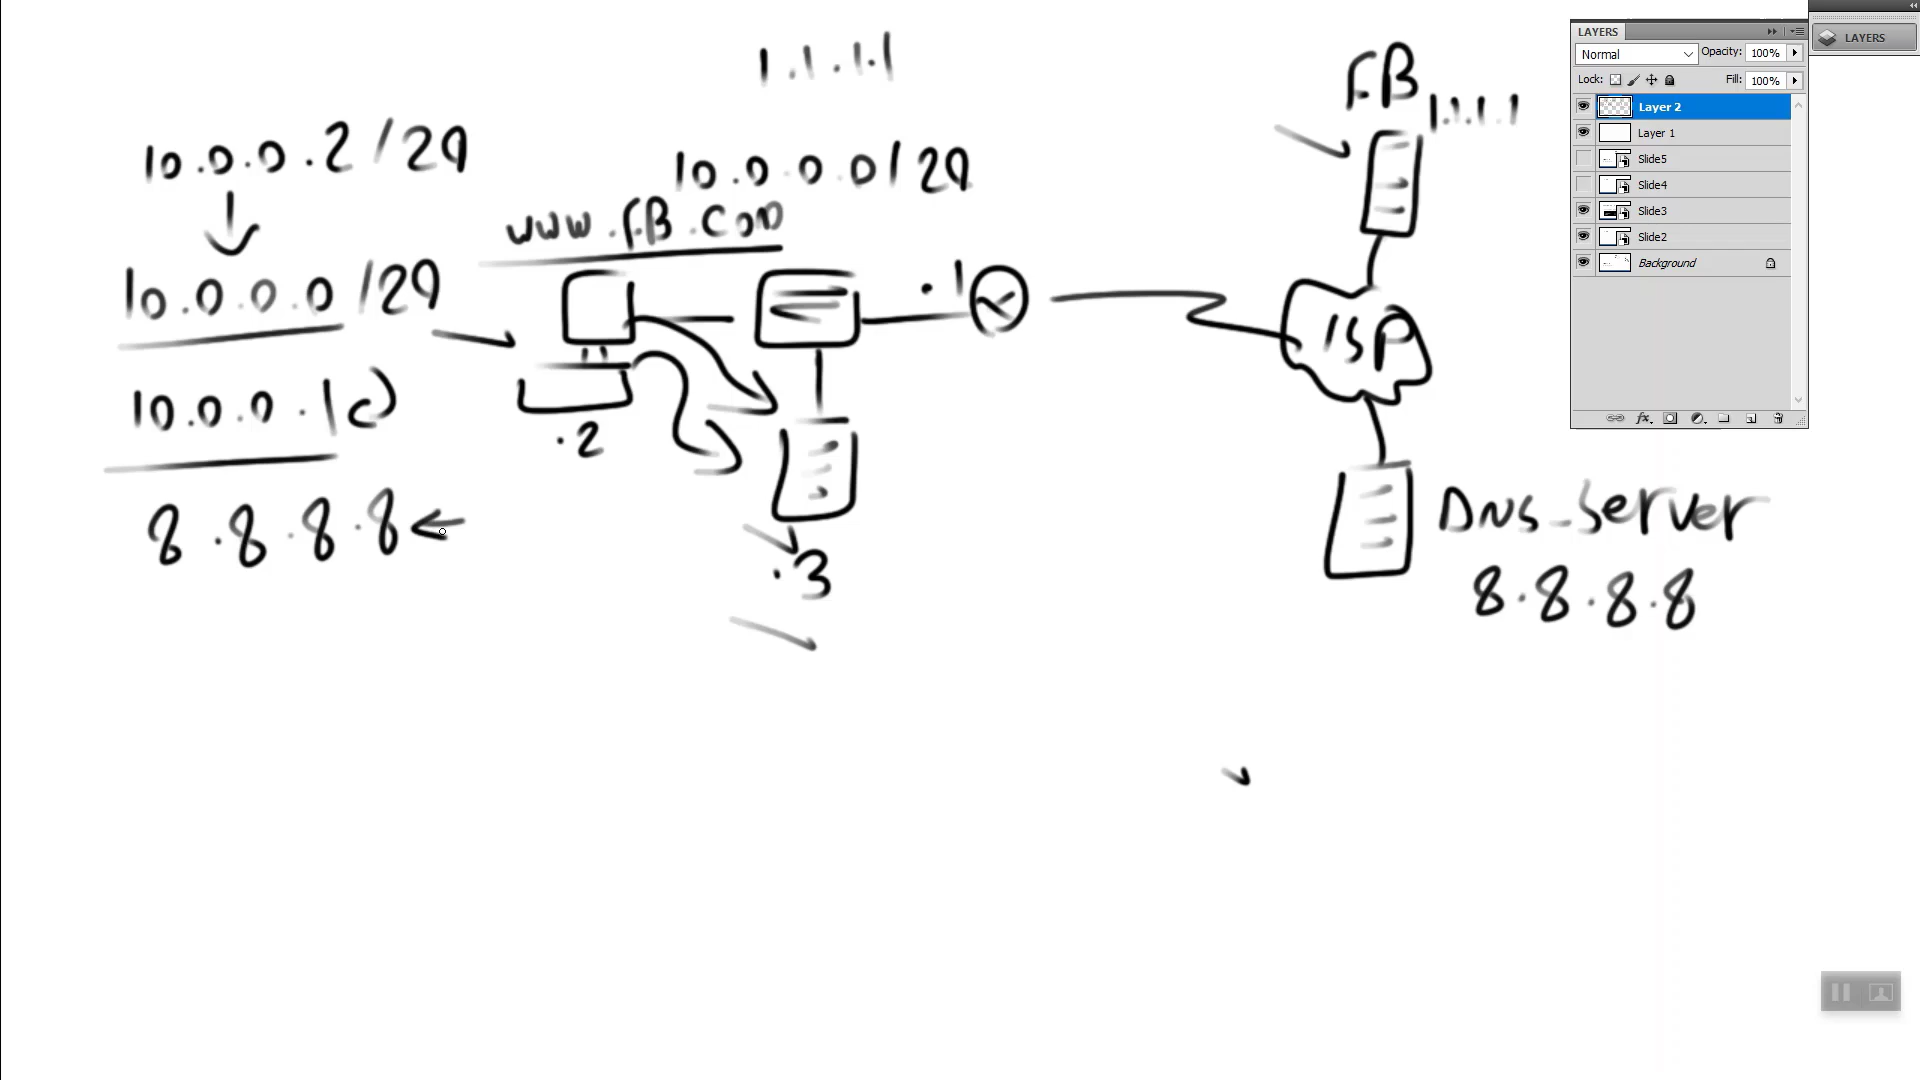 1.1.1.1
FB
1.1.1.1
10.0.0.2 /29
10.0.0.0/29
www.FB.com
10.0.0.0 /29
.1
ISP
10.0.0.1
.2
8.8.8.8
.3
DNS-Server
8.8.8.8
LAYERS
LAYERS
Normal
Opacity: 100%
Lock:
Fill: 100%
Layer 2
Layer 1
Slide5
Slide4
Slide3
Slide2
Background
fx